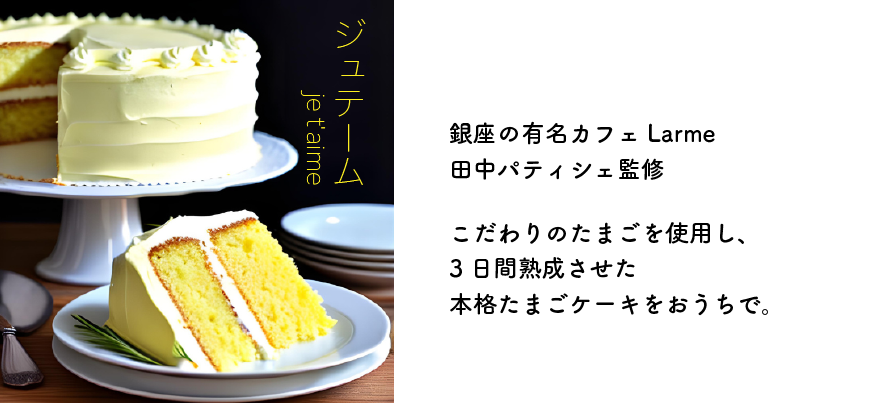 ジュテーム
je t'aime
銀座の有名カフェ Larme
田中パティシェ監修
こだわりのたまごを使用し、
3 日間熟成させた
本格たまごケーキをおうちで。